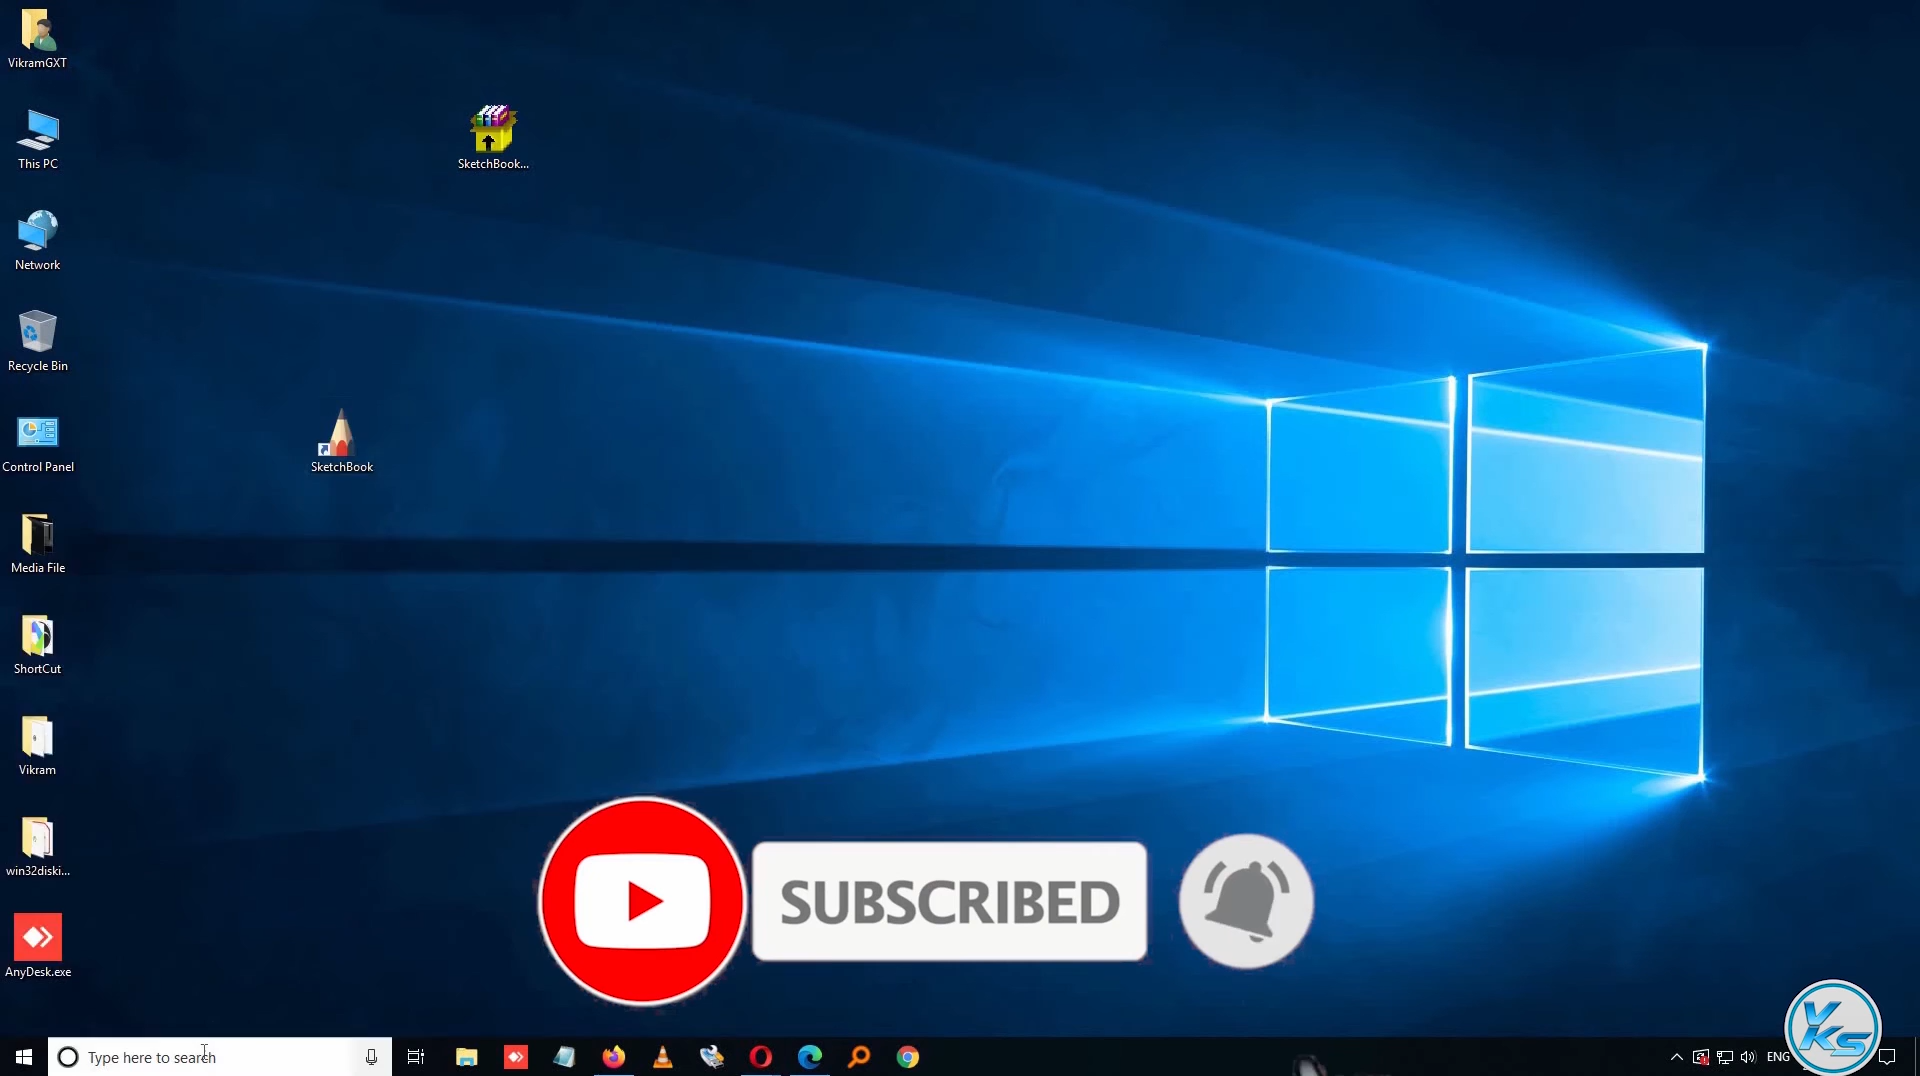 VikramGXT
SketchBook...
This PC
Network
Recycle Bin
SketchBook
Control Panel
Media File
ShortCut
Vikram
win32diski...
SUBSCRIBED
AnyDesk.exe
VKS
Type here to search
ENG